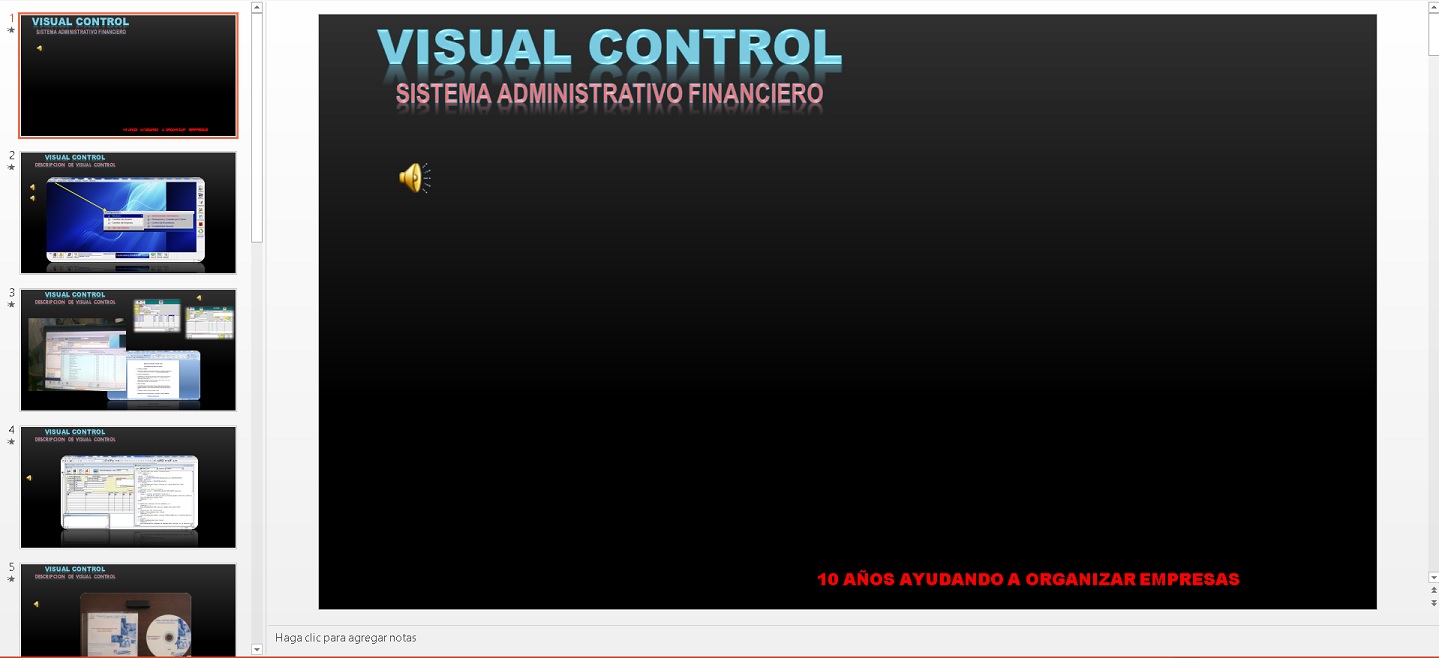 1
VISUAL CONTROL
SISTEMA ADMINISTRATIVO FINANCIERO
10 AÑOS AYUDANDO A ORGANIZAR EMPRESAS
2
VISUAL CONTROL
DESCRIPCION DE VISUAL CONTROL
3
VISUAL CONTROL
DESCRIPCION DE VISUAL CONTROL
4
VISUAL CONTROL
DESCRIPCION DE VISUAL CONTROL
5
VISUAL CONTROL
DESCRIPCION DE VISUAL CONTROL
VISUAL CONTROL
SISTEMA ADMINISTRATIVO FINANCIERO
10 AÑOS AYUDANDO A ORGANIZAR EMPRESAS
Haga clic para agregar notas